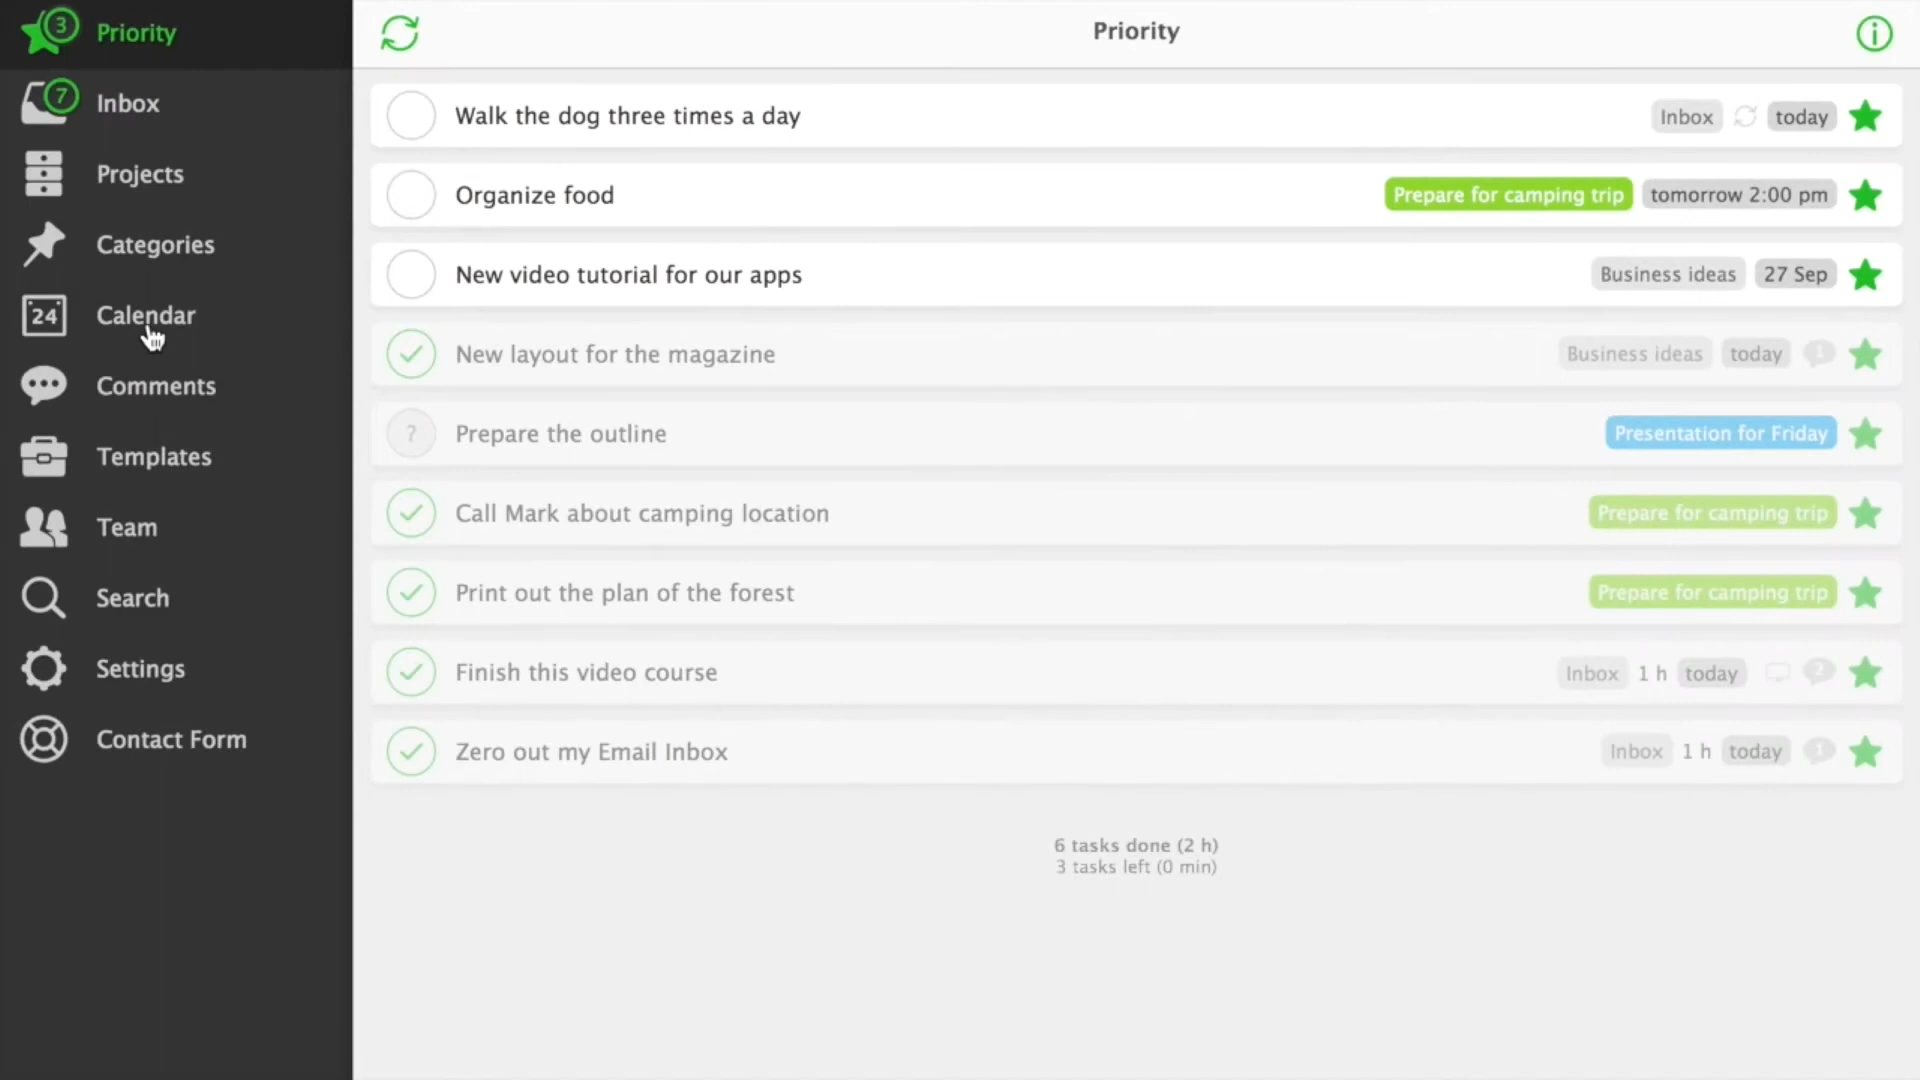 3 Priority
7 Inbox
Projects
Categories
24 Calendar
Comments
Templates
Team
Search
Settings
Contact Form
Priority
Walk the dog three times a day Inbox today
Organize food Prepare for camping trip tomorrow 2:00 pm
New video tutorial for our apps Business ideas 27 Sep
New layout for the magazine Business ideas today 1
? Prepare the outline Presentation for Friday
Call Mark about camping location Prepare for camping trip
Print out the plan of the forest Prepare for camping trip
Finish this video course Inbox 1 h today 2
Zero out my Email Inbox Inbox 1 h today 1
6 tasks done (2 h)
3 tasks left (0 min)